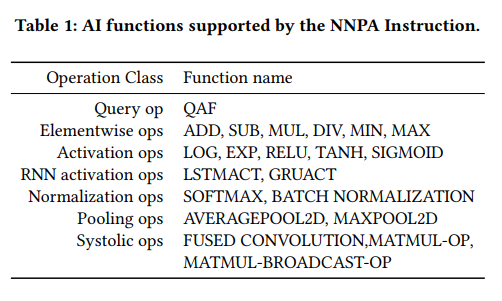 Table 1: AI functions supported by the NNPA Instruction.
Operation Class Function name
Query op QAF
Elementwise ops ADD, SUB, MUL, DIV, MIN, MAX
Activation ops LOG, EXP, RELU, TANH, SIGMOID
RNN activation ops LSTMACT, GRUACT
Normalization ops SOFTMAX, BATCH NORMALIZATION
Pooling ops AVERAGEPOOL2D, MAXPOOL2D
Systolic ops FUSED CONVOLUTION,MATMUL-OP,
MATMUL-BROADCAST-OP